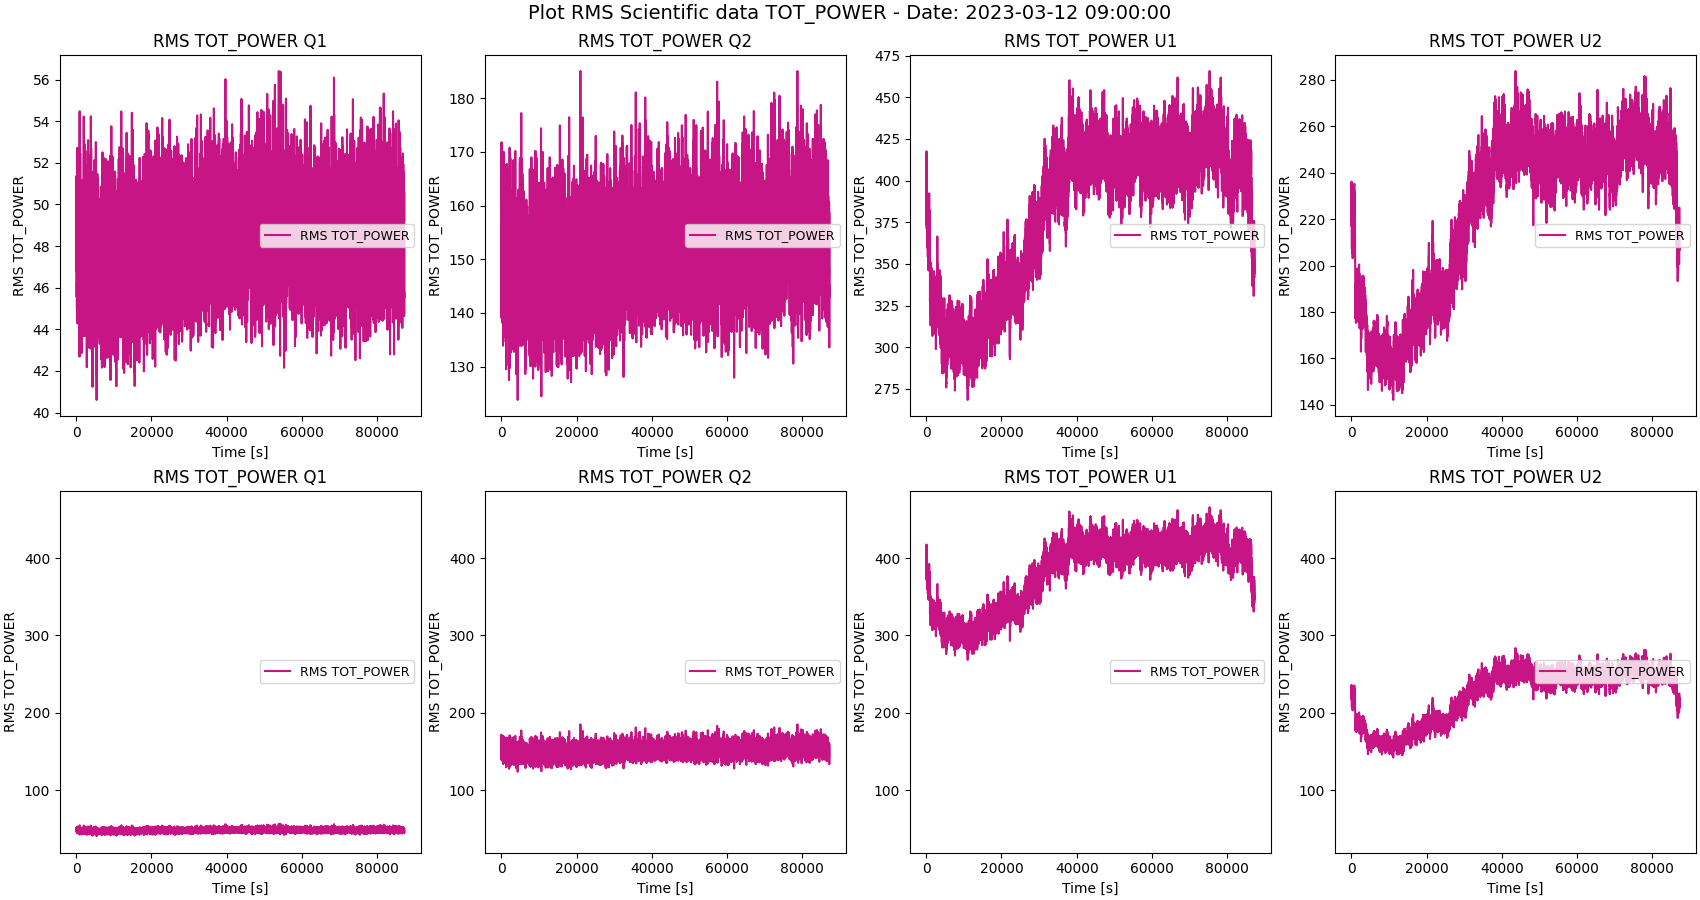 Plot RMS Scientific data TOT_POWER - Date: 2023-03-12 09:00:00
RMS TOT_POWER Q1
RMS TOT_POWER
56
54
52
50
48
46
44
42
40
RMS TOT_POWER
0 20000 40000 60000 80000
Time [s]
RMS TOT_POWER Q2
RMS TOT_POWER
180
170
160
150
140
130
RMS TOT_POWER
0 20000 40000 60000 80000
Time [s]
RMS TOT_POWER U1
RMS TOT_POWER
475
450
425
400
375
350
325
300
275
RMS TOT_POWER
0 20000 40000 60000 80000
Time [s]
RMS TOT_POWER U2
RMS TOT_POWER
280
260
240
220
200
180
160
140
RMS TOT_POWER
0 20000 40000 60000 80000
Time [s]
RMS TOT_POWER Q1
RMS TOT_POWER
400
300
200
100
RMS TOT_POWER
0 20000 40000 60000 80000
Time [s]
RMS TOT_POWER Q2
RMS TOT_POWER
400
300
200
100
RMS TOT_POWER
0 20000 40000 60000 80000
Time [s]
RMS TOT_POWER U1
RMS TOT_POWER
400
300
200
100
RMS TOT_POWER
0 20000 40000 60000 80000
Time [s]
RMS TOT_POWER U2
RMS TOT_POWER
400
300
200
100
RMS TOT_POWER
0 20000 40000 60000 80000
Time [s]